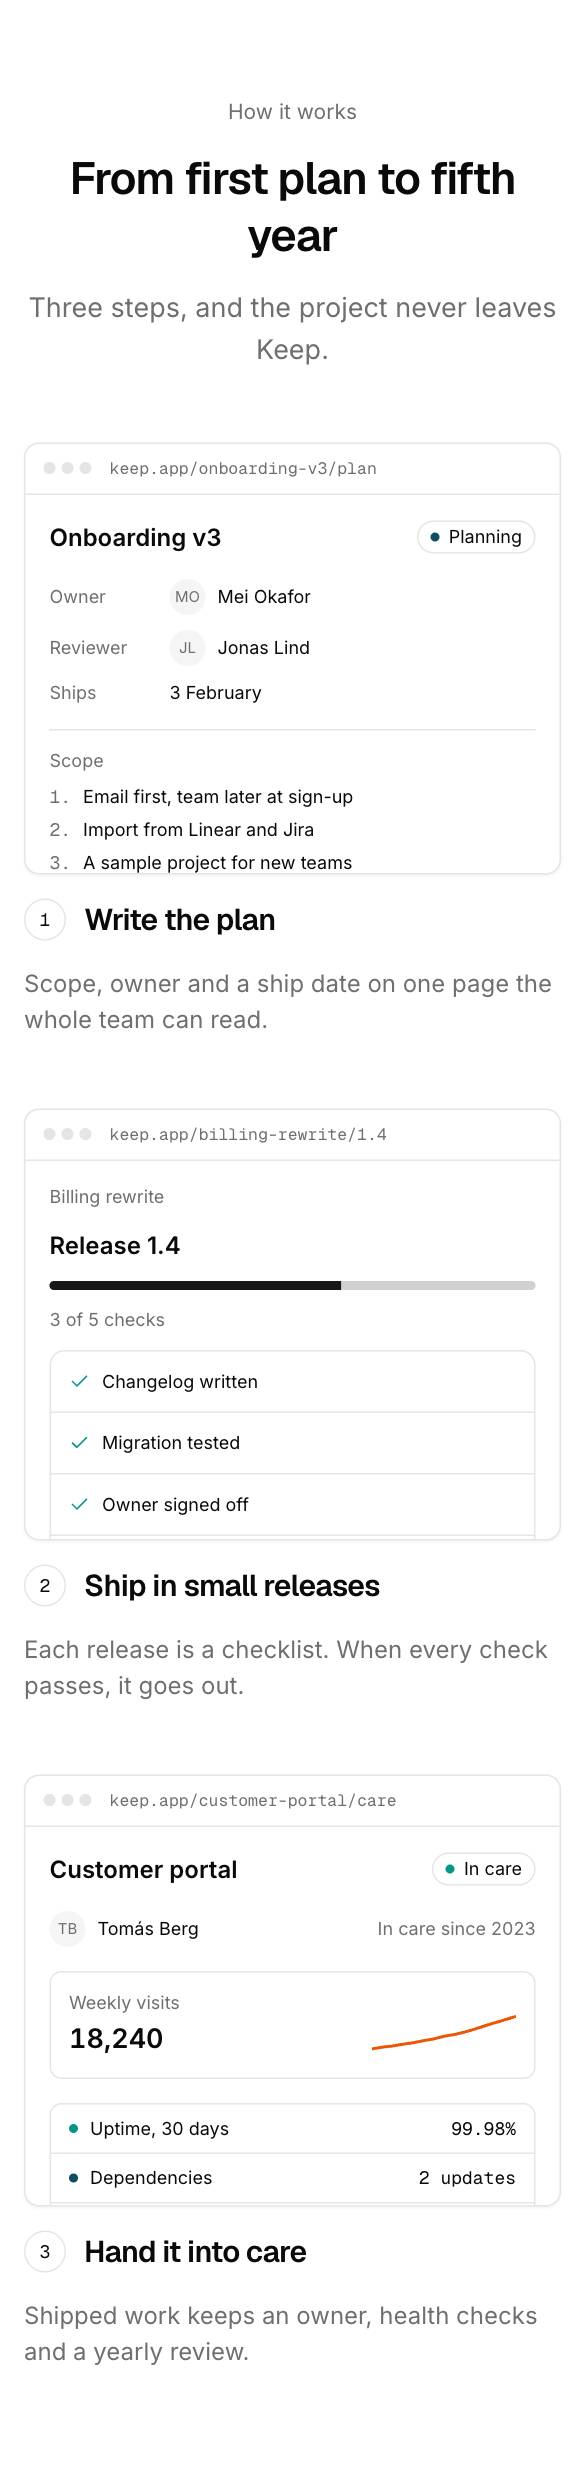 How it works
From first plan to fifth
year
Three steps, and the project never leaves
Keep.
keep.app/onboarding-v3/plan
Onboarding v3
Planning
Owner
MO
Mei Okafor
Reviewer
JL
Jonas Lind
Ships
3 February
Scope
1. Email first, team later at sign-up
2. Import from Linear and Jira
3. A sample project for new teams
1 Write the plan
Scope, owner and a ship date on one page the
whole team can read.
keep.app/billing-rewrite/1.4
Billing rewrite
Release 1.4
3 of 5 checks
Changelog written
Migration tested
Owner signed off
2 Ship in small releases
Each release is a checklist. When every check
passes, it goes out.
keep.app/customer-portal/care
Customer portal
In care
TB
Tomás Berg
In care since 2023
Weekly visits
18,240
Uptime, 30 days
99.98%
Dependencies
2 updates
3 Hand it into care
Shipped work keeps an owner, health checks
and a yearly review.